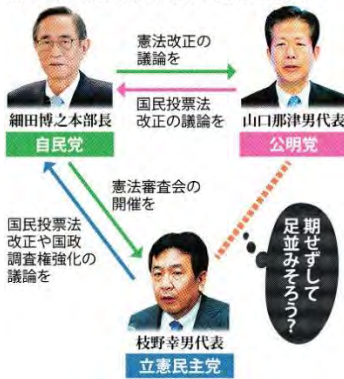 憲法改正の
議論を
国民投票法
改正の議論を
細田博之本部長
自民党
山口那津男代表
公明党
憲法審査会の
開催を
国民投票法
改正や国政
調査権強化の
議論を
期せずして
足並みそろう?
枝野幸男代表
立憲民主党